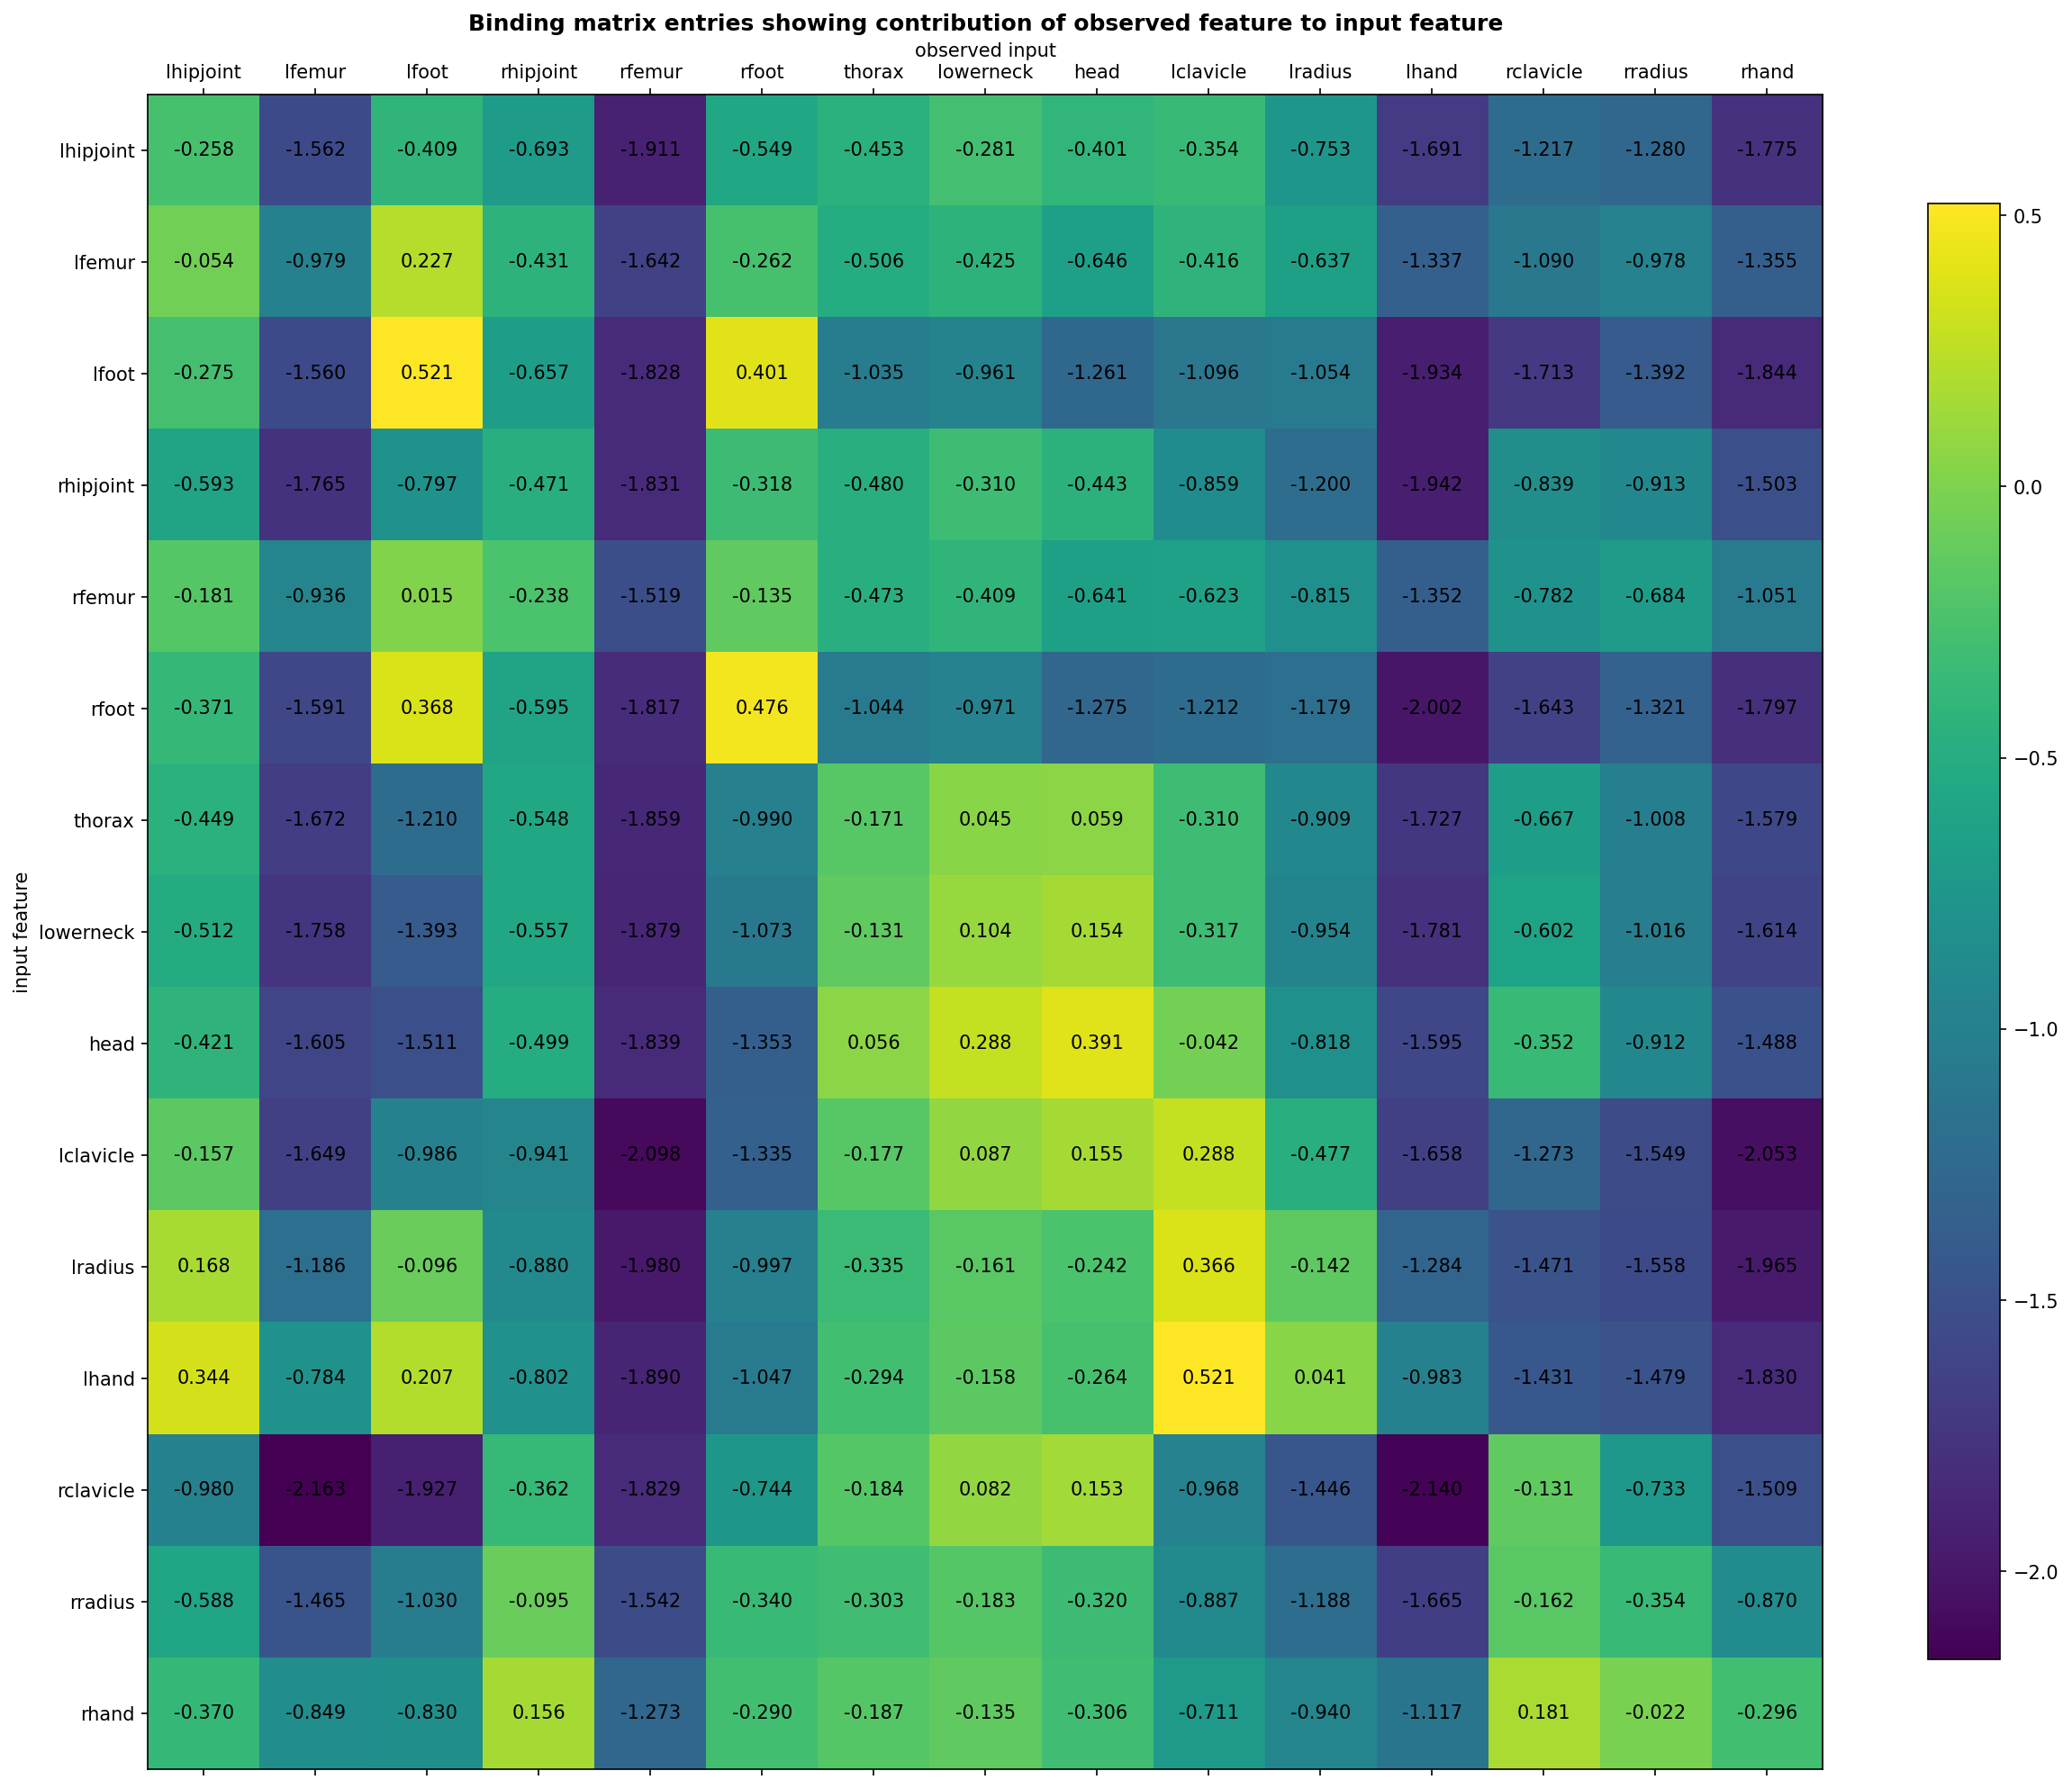 Binding matrix entries showing contribution of observed feature to input feature
observed input
lhipjoint lfemur lfoot rhipjoint rfemur rfoot thorax lowerneck head lclavicle lradius lhand rclavicle rradius rhand
lhipjoint -0.258 -1.562 -0.409 -0.693 -1.911 -0.549 -0.453 -0.281 -0.401 -0.354 -0.753 -1.691 -1.217 -1.280 -1.775
lfemur -0.054 -0.979 0.227 -0.431 -1.642 -0.262 -0.506 -0.425 -0.646 -0.416 -0.637 -1.337 -1.090 -0.978 -1.355
lfoot -0.275 -1.560 0.521 -0.657 -1.828 0.401 -1.035 -0.961 -1.261 -1.096 -1.054 -1.934 -1.713 -1.392 -1.844
rhipjoint -0.593 -1.765 -0.797 -0.471 -1.831 -0.318 -0.480 -0.310 -0.443 -0.859 -1.200 -1.942 -0.839 -0.913 -1.503
rfemur -0.181 -0.936 0.015 -0.238 -1.519 -0.135 -0.473 -0.409 -0.641 -0.623 -0.815 -1.352 -0.782 -0.684 -1.051
rfoot -0.371 -1.591 0.368 -0.595 -1.817 0.476 -1.044 -0.971 -1.275 -1.212 -1.179 -2.002 -1.643 -1.321 -1.797
thorax -0.449 -1.672 -1.210 -0.548 -1.859 -0.990 -0.171 0.045 0.059 -0.310 -0.909 -1.727 -0.667 -1.008 -1.579
lowerneck -0.512 -1.758 -1.393 -0.557 -1.879 -1.073 -0.131 0.104 0.154 -0.317 -0.954 -1.781 -0.602 -1.016 -1.614
head -0.421 -1.605 -1.511 -0.499 -1.839 -1.353 0.056 0.288 0.391 -0.042 -0.818 -1.595 -0.352 -0.912 -1.488
lclavicle -0.157 -1.649 -0.986 -0.941 -2.098 -1.335 -0.177 0.087 0.155 0.288 -0.477 -1.658 -1.273 -1.549 -2.053
lradius 0.168 -1.186 -0.096 -0.880 -1.980 -0.997 -0.335 -0.161 -0.242 0.366 -0.142 -1.284 -1.471 -1.558 -1.965
lhand 0.344 -0.784 0.207 -0.802 -1.890 -1.047 -0.294 -0.158 -0.264 0.521 0.041 -0.983 -1.431 -1.479 -1.830
rclavicle -0.980 -2.163 -1.927 -0.362 -1.829 -0.744 -0.184 0.082 0.153 -0.968 -1.446 -2.140 -0.131 -0.733 -1.509
rradius -0.588 -1.465 -1.030 -0.095 -1.542 -0.340 -0.303 -0.183 -0.320 -0.887 -1.188 -1.665 -0.162 -0.354 -0.870
rhand -0.370 -0.849 -0.830 0.156 -1.273 -0.290 -0.187 -0.135 -0.306 -0.711 -0.940 -1.117 0.181 -0.022 -0.296
input feature
0.5
0.0
−0.5
−1.0
−1.5
−2.0